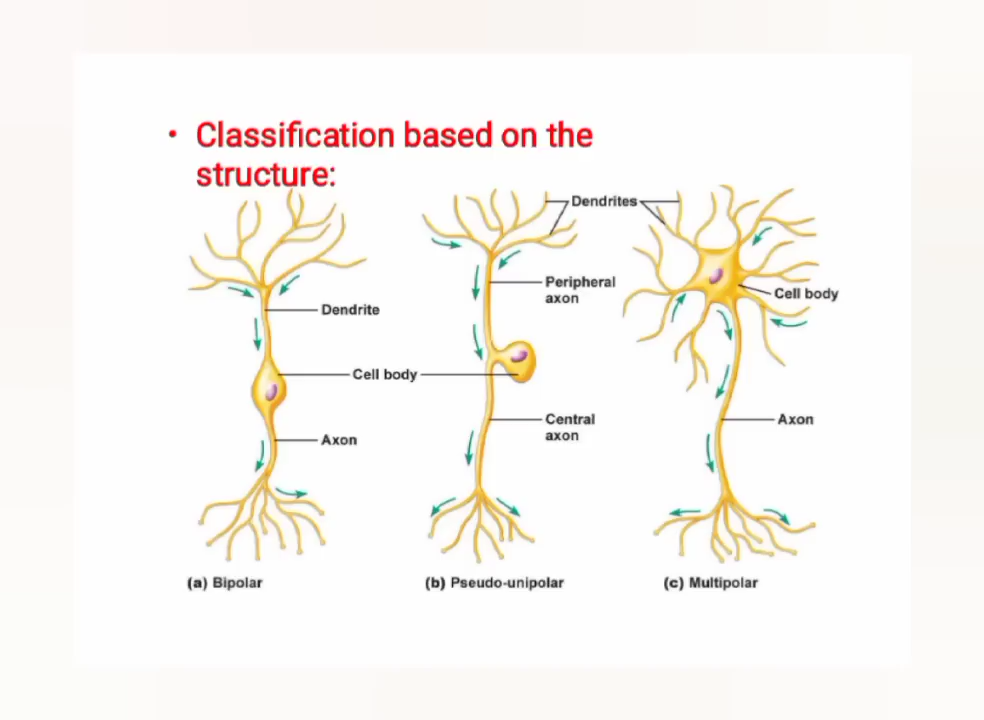 • Classification based on the
structure:
Dendrites
Peripheral
axon
Cell body
Dendrite
Cell body
Central
axon
Axon
Axon
(a) Bipolar
(b) Pseudo-unipolar
(c) Multipolar